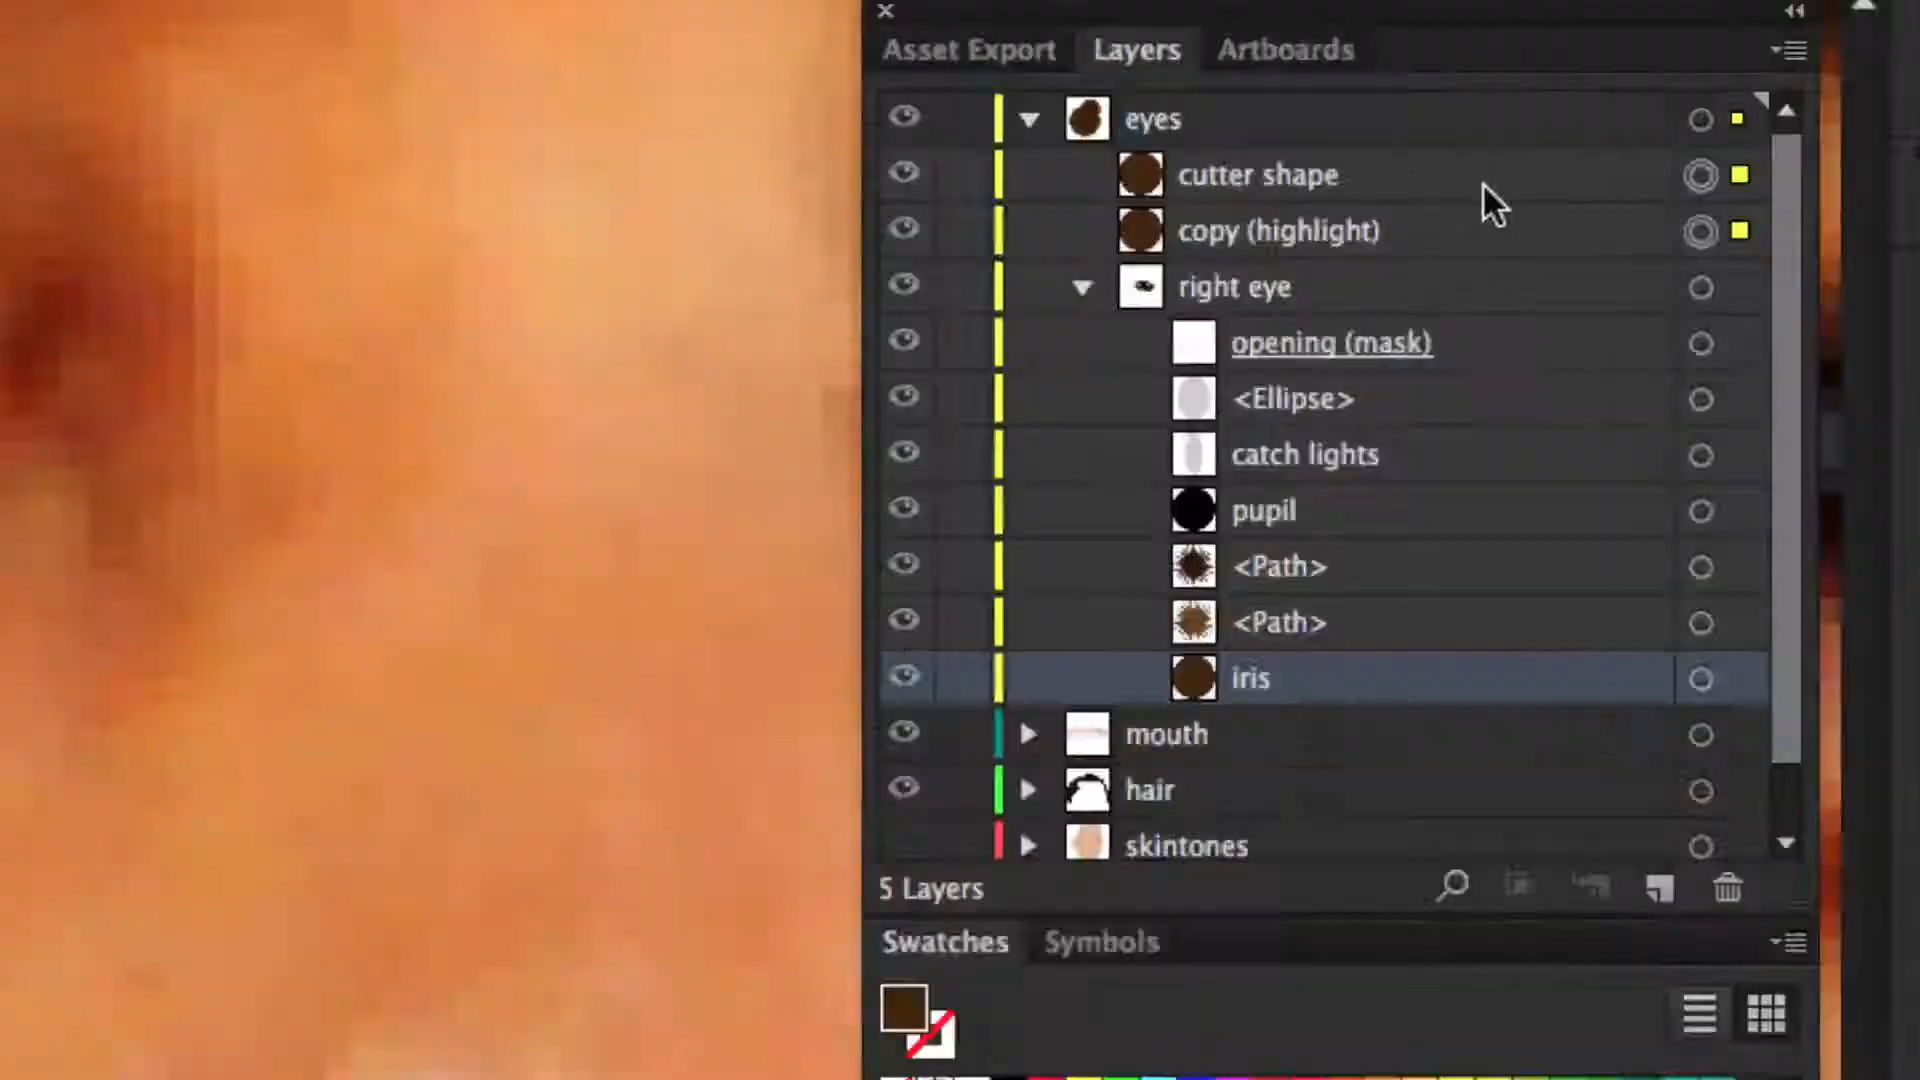 Asset Export Layers Artboards
eyes
cutter shape
copy (highlight)
right eye
opening (mask)
<Ellipse>
catch lights
pupil
<Path>
<Path>
iris
mouth
hair
skintones
5 Layers
Swatches Symbols